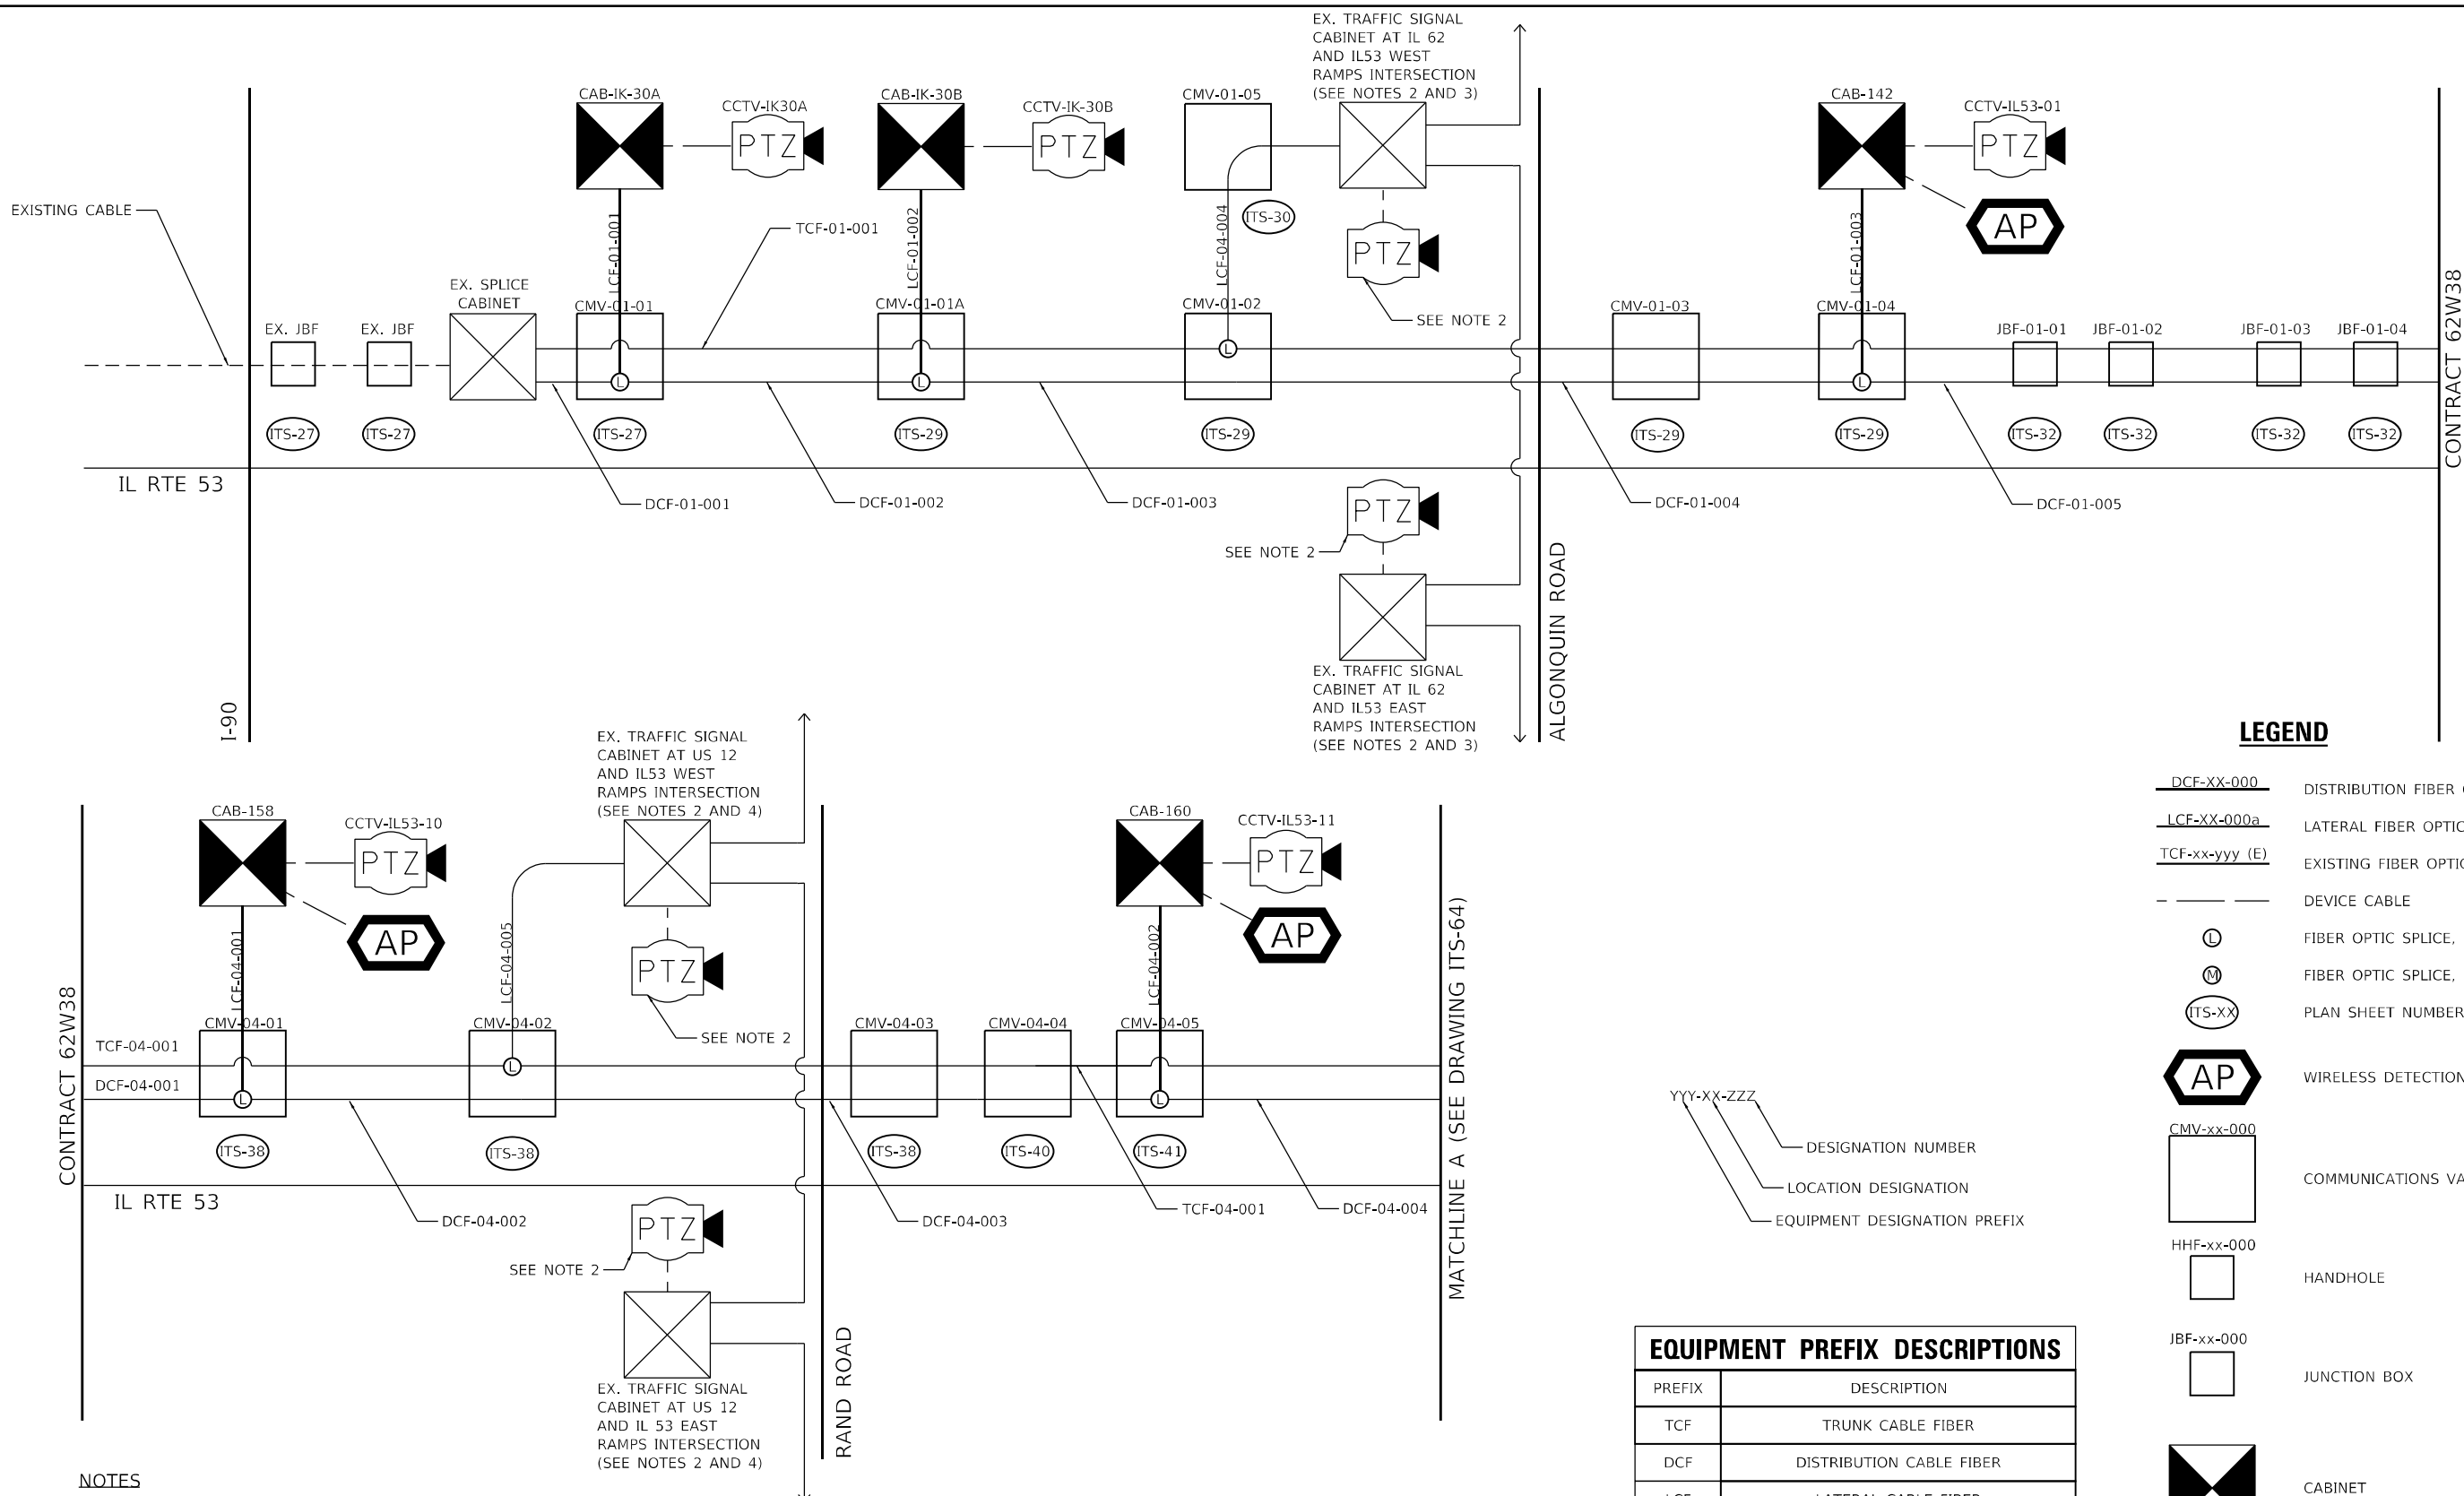 EX. TRAFFIC SIGNAL
CABINET AT IL 62
AND IL53 WEST
RAMPS INTERSECTION
(SEE NOTES 2 AND 3)
CAB-IK-30A
CCTV-IK30A
PTZ
CAB-IK-30B
CCTV-IK-30B
PTZ
CMV-01-05
CAB-142
CCTV-IL53-01
PTZ
AP
EXISTING CABLE
LCF-01-001
TCF-01-001
LCF-01-002
LCF-04-004
ITS-30
PTZ
SEE NOTE 2
LCF-01-003
CONTRACT 62W38
EX. JBF
EX. JBF
EX. SPLICE
CABINET
CMV-01-01
CMV-01-01A
CMV-01-02
CMV-01-03
CMV-01-04
JBF-01-01
JBF-01-02
JBF-01-03
JBF-01-04
L
L
L
L
ITS-27
ITS-27
ITS-27
ITS-29
ITS-29
ITS-29
ITS-29
ITS-32
ITS-32
ITS-32
ITS-32
IL RTE 53
DCF-01-001
DCF-01-002
DCF-01-003
DCF-01-004
DCF-01-005
PTZ
SEE NOTE 2
I-90
ALGONQUIN ROAD
EX. TRAFFIC SIGNAL
CABINET AT IL 62
AND IL53 EAST
RAMPS INTERSECTION
(SEE NOTES 2 AND 3)
EX. TRAFFIC SIGNAL
CABINET AT US 12
AND IL53 WEST
RAMPS INTERSECTION
(SEE NOTES 2 AND 4)
CAB-158
CCTV-IL53-10
PTZ
AP
CAB-160
CCTV-IL53-11
PTZ
AP
LCF-04-001
LCF-04-005
PTZ
SEE NOTE 2
LCF-04-002
CONTRACT 62W38
TCF-04-001
DCF-04-001
CMV-04-01
CMV-04-02
CMV-04-03
CMV-04-04
CMV-04-05
L
L
L
ITS-38
ITS-38
ITS-38
ITS-40
ITS-41
IL RTE 53
DCF-04-002
DCF-04-003
TCF-04-001
DCF-04-004
PTZ
SEE NOTE 2
RAND ROAD
MATCHLINE A (SEE DRAWING ITS-64)
EX. TRAFFIC SIGNAL
CABINET AT US 12
AND IL 53 EAST
RAMPS INTERSECTION
(SEE NOTES 2 AND 4)
NOTES
YYY-XX-ZZZ
DESIGNATION NUMBER
LOCATION DESIGNATION
EQUIPMENT DESIGNATION PREFIX
EQUIPMENT PREFIX DESCRIPTIONS
PREFIX DESCRIPTION
TCF TRUNK CABLE FIBER
DCF DISTRIBUTION CABLE FIBER
LCF LATERAL CABLE FIBER
LEGEND
DCF-XX-000 DISTRIBUTION FIBER
LCF-XX-000a LATERAL FIBER OPTIC
TCF-xx-yyy (E) EXISTING FIBER OPTIC
DEVICE CABLE
L FIBER OPTIC SPLICE,
M FIBER OPTIC SPLICE,
ITS-XX PLAN SHEET NUMBER
AP WIRELESS DETECTION
CMV-xx-000
COMMUNICATIONS
HHF-xx-000
HANDHOLE
JBF-xx-000
JUNCTION BOX
CABINET